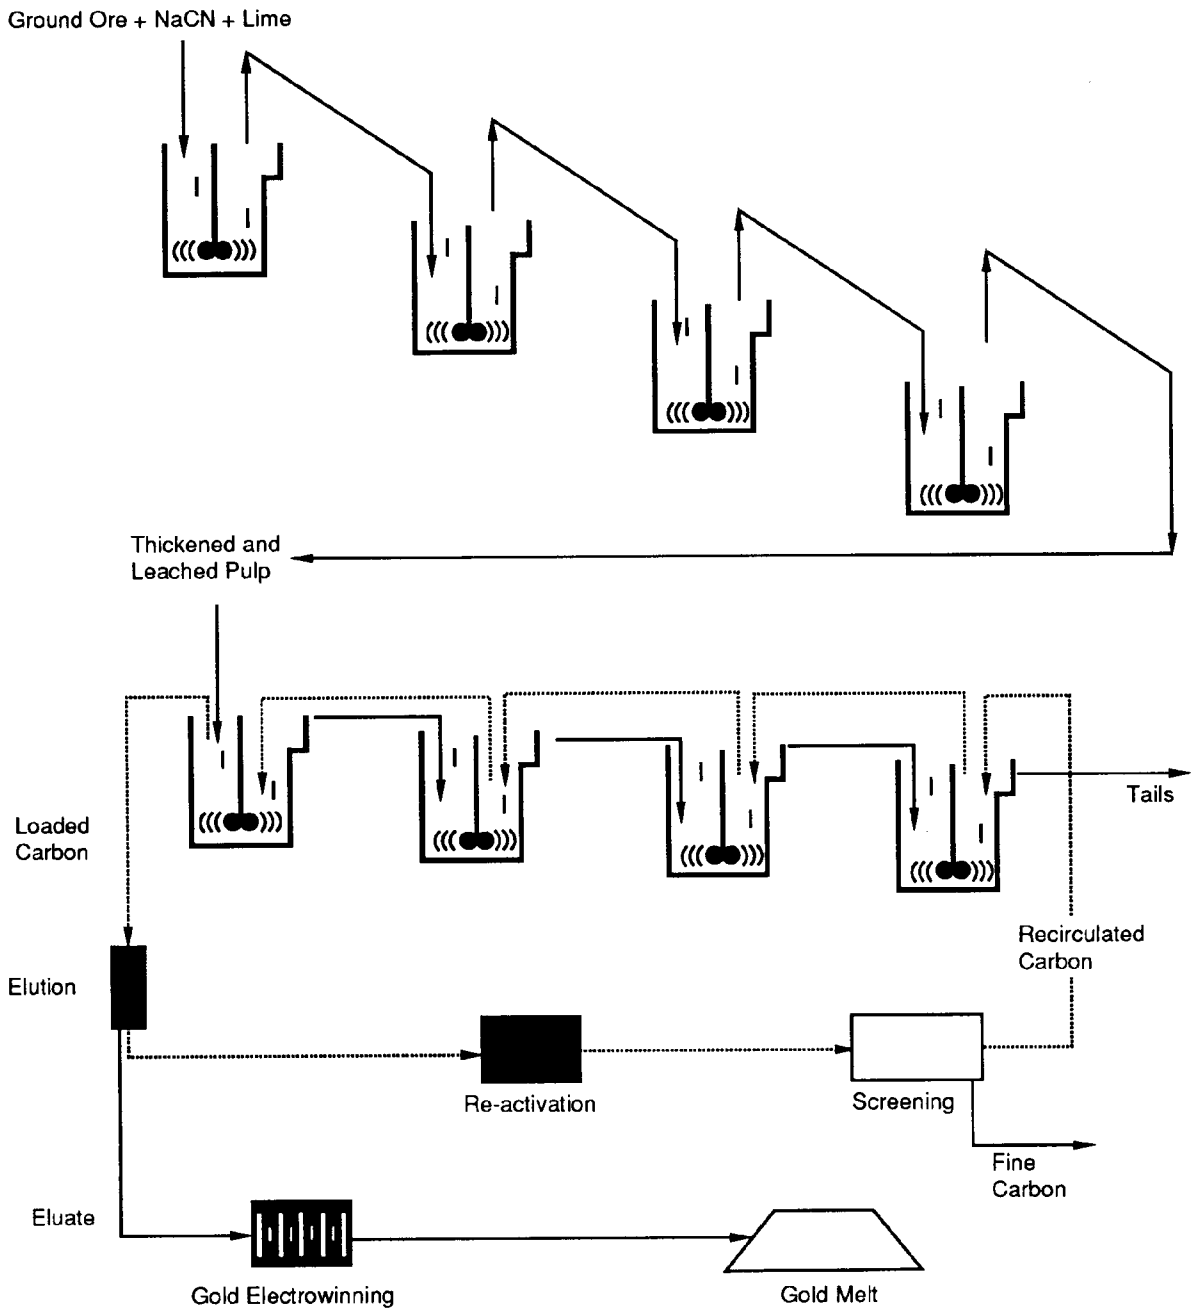 Ground Ore + NaCN + Lime
Thickened and
Leached Pulp
Tails
Loaded
Carbon
Recirculated
Carbon
Elution
Re-activation
Screening
Fine
Carbon
Eluate
Gold Electrowinning
Gold Melt